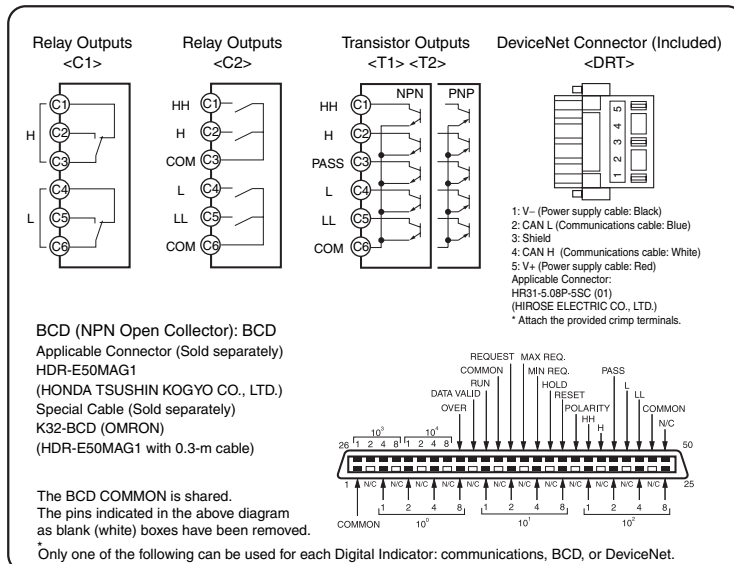 Relay Outputs
<C1>
C1
H
C2
C3
C4
L
C5
C6
Relay Outputs
<C2>
HH
C1
H
C2
COM
C3
L
C4
LL
C5
COM
C6
Transistor Outputs
<T1> <T2>
NPN
PNP
HH
C1
H
C2
PASS
C3
L
C4
LL
C5
COM
C6
DeviceNet Connector (Included)
<DRT>
1 2 3 4 5
1: V– (Power supply cable: Black)
2: CAN L (Communications cable: Blue)
3: Shield
4: CAN H (Communications cable: White)
5: V+ (Power supply cable: Red)
Applicable Connector:
HR31-5.08P-5SC (01)
(HIROSE ELECTRIC CO., LTD.)
* Attach the provided crimp terminals.
BCD (NPN Open Collector): BCD
Applicable Connector (Sold separately)
HDR-E50MAG1
(HONDA TSUSHIN KOGYO CO., LTD.)
Special Cable (Sold separately)
K32-BCD (OMRON)
(HDR-E50MAG1 with 0.3-m cable)
The BCD COMMON is shared.
The pins indicated in the above diagram
as blank (white) boxes have been removed.
REQUEST
MAX REQ.
PASS
COMMON
MIN REQ.
L
RUN
HOLD
LL
DATA VALID
RESET
COMMON
OVER
POLARITY
HH
H
N/C
10³
10⁴
26
1 2 4 8
1 2 4 8
50
1
N/C N/C N/C N/C N/C N/C N/C N/C N/C N/C N/C N/C
25
COMMON
1 2 4 8
1 2 4 8
1 2 4 8
10⁰
10¹
10²
*
Only one of the following can be used for each Digital Indicator: communications, BCD, or DeviceNet.